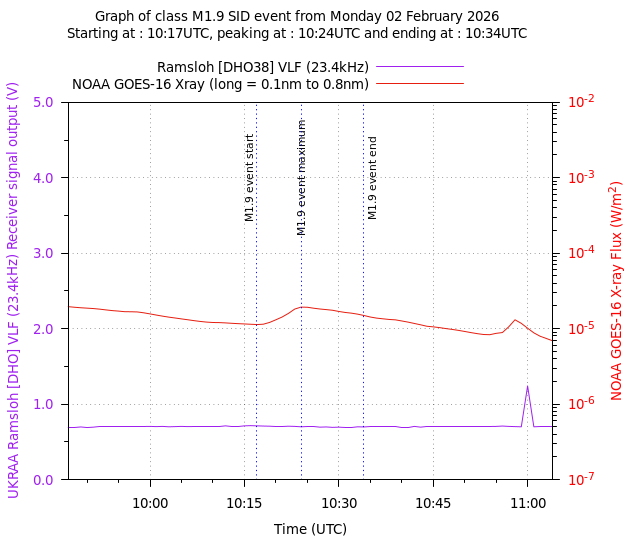 Graph of class M1.9 SID event from Monday 02 February 2026
Starting at : 10:17UTC, peaking at : 10:24UTC and ending at : 10:34UTC
Ramsloh [DHO38] VLF (23.4kHz)
NOAA GOES-16 Xray (long = 0.1nm to 0.8nm)
UKRAA Ramsloh [DHO] VLF (23.4kHz) Receiver signal output (V)
5.0
4.0
3.0
2.0
1.0
0.0
M1.9 event start
M1.9 event maximum
M1.9 event end
10⁻²
10⁻³
10⁻⁴
10⁻⁵
10⁻⁶
10⁻⁷
NOAA GOES-16 X-ray Flux (W/m²)
10:00 10:15 10:30 10:45 11:00
Time (UTC)